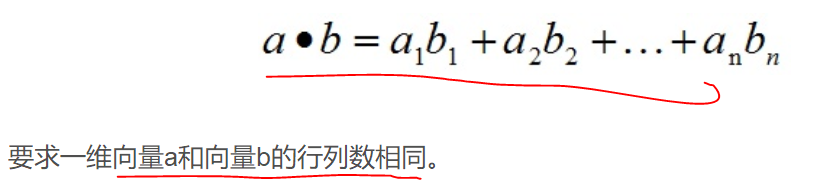 a • b = a₁b₁ + a₂b₂ + … + aₙbₙ
要求一维向量a和向量b的行列数相同。